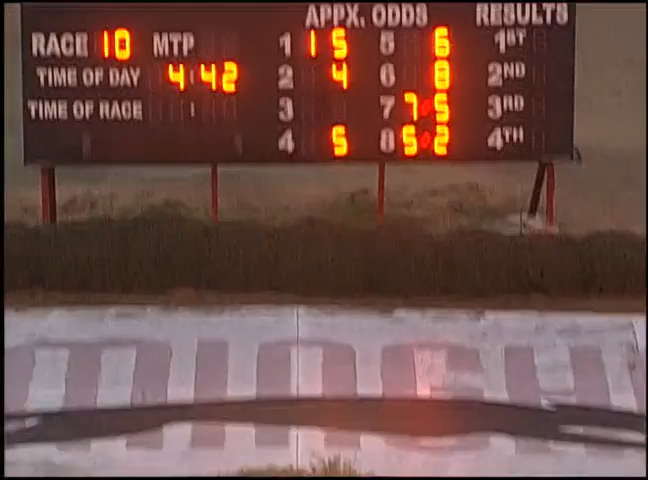 APPX. ODDS RESULTS
RACE 10 MTP 1 15 5 6 1ST
TIME OF DAY 4:42 2 4 6 8 2ND
TIME OF RACE : 3 7 7-5 3RD
4 5 8 5-2 4TH